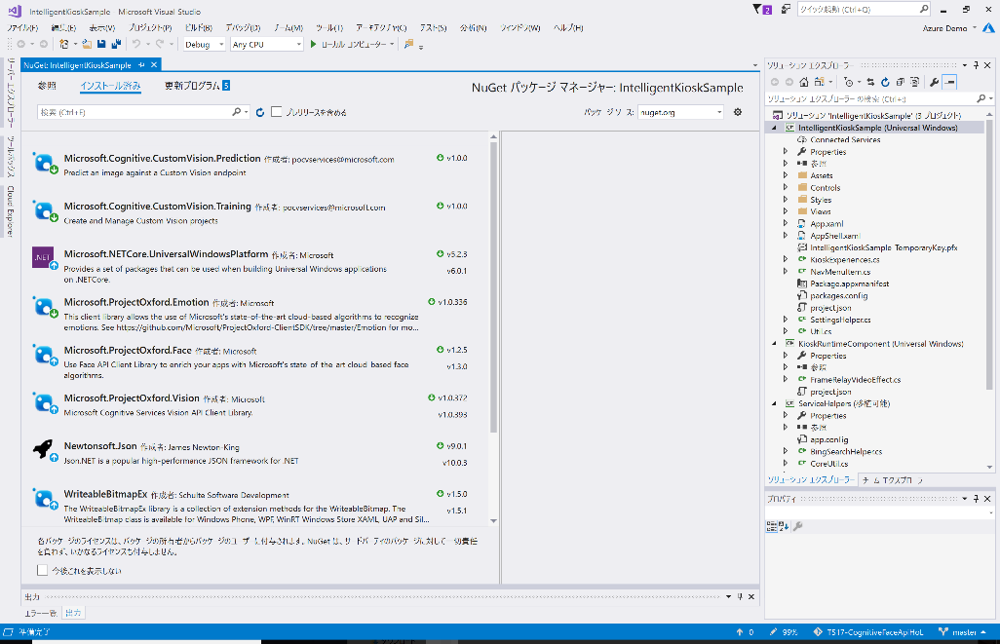 IntelligentKioskSample - Microsoft Visual Studio
2
クイック起動 (Ctrl+Q)
ファイル(F) 編集(E) 表示(V) プロジェクト(P) ビルド(B) デバッグ(D) チーム(M) ツール(T) アーキテクチャ(C) テスト(S) 分析(N) ウィンドウ(W) ヘルプ(H)
Azure Demo
Debug Any CPU ローカル コンピューター
サーバー エクスプローラー
ツールボックス
Cloud Explorer
NuGet: IntelligentKioskSample
参照 インストール済み 更新プログラム 5
NuGet パッケージ マネージャー: IntelligentKioskSample
検索 (Ctrl+E)
プレリリースを含める
パッケージ ソース: nuget.org
Microsoft.Cognitive.CustomVision.Prediction 作成者: pocvservices@microsoft.com v1.0.0
Predict an image against a Custom Vision endpoint
Microsoft.Cognitive.CustomVision.Training 作成者: pocvservices@microsoft.com v1.0.0
Create and Manage Custom Vision projects
.NET
Microsoft.NETCore.UniversalWindowsPlatform 作成者: Microsoft v5.2.3
Provides a set of packages that can be used when building Universal Windows applications v6.0.1
on .NETCore.
Microsoft.ProjectOxford.Emotion 作成者: Microsoft v1.0.336
This client library allows the use of Microsoft's state-of-the-art cloud-based algorithms to recognize
emotions. See https://github.com/Microsoft/ProjectOxford-ClientSDK/tree/master/Emotion for mo...
Microsoft.ProjectOxford.Face 作成者: Microsoft v1.2.5
Use Face API Client Library to enrich your apps with Microsoft's state-of-the-art cloud-based face v1.3.0
algorithms.
Microsoft.ProjectOxford.Vision 作成者: Microsoft v1.0.372
Microsoft Cognitive Services Vision API Client Library. v1.0.393
Newtonsoft.Json 作成者: James Newton-King v9.0.1
Json.NET is a popular high-performance JSON framework for .NET v10.0.3
WriteableBitmapEx 作成者: Schulte Software Development v1.5.0
The WriteableBitmapEx library is a collection of extension methods for the WriteableBitmap. The v1.5.1
WriteableBitmap class is available for Windows Phone, WPF, WinRT Windows Store XAML, UAP and Sil...
各パッケージのライセンスは、パッケージの所有者からパッケージのユーザーに付与されます。NuGet は、サードパーティのパッケージに対して一切責任
を負わず、いかなるライセンスも付与しません。
今後これを表示しない
出力
エラー一覧 出力
ソリューション エクスプローラー
ソリューション エクスプローラー の検索 (Ctrl+;)
ソリューション 'IntelligentKioskSample' (3 プロジェクト)
IntelligentKioskSample (Universal Windows)
Connected Services
Properties
参照
Assets
Controls
Styles
Views
App.xaml
AppShell.xaml
IntelligentKioskSample_TemporaryKey.pfx
KioskExperiences.cs
NavMenuItem.cs
Package.appxmanifest
packages.config
project.json
SettingsHelper.cs
Util.cs
KioskRuntimeComponent (Universal Windows)
Properties
参照
FrameRelayVideoEffect.cs
project.json
ServiceHelpers (移植可能)
Properties
参照
app.config
BingSearchHelper.cs
CoreUtil.cs
ソリューション エクスプローラー チーム エクスプローラー
プロパティ
準備完了
0 99% TS17-CognitiveFaceApiHoL master